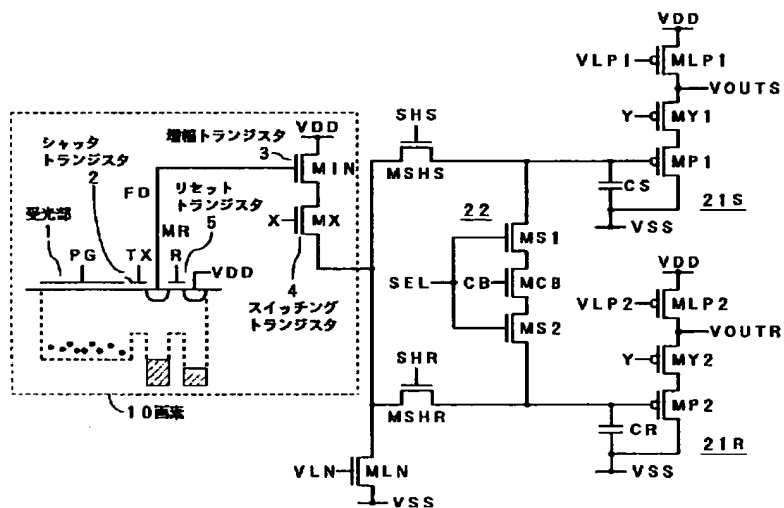 VDD
VLP1
MLP1
VOUTS
Y
MY1
MP1
CS
21S
VSS
SHS
MSHS
増幅トランジスタ
3
VDD
MIN
シャッタ
トランジスタ
2
FD
リセット
トランジスタ
5
X
MX
MR
受光部
1
PG
TX
R
VDD
4
スイッチング
トランジスタ
10画素
22
MS1
SEL
CB
MCB
MS2
VDD
VLP2
MLP2
VOUTR
Y
MY2
MP2
SHR
MSHR
CR
21R
VSS
VLN
MLN
VSS